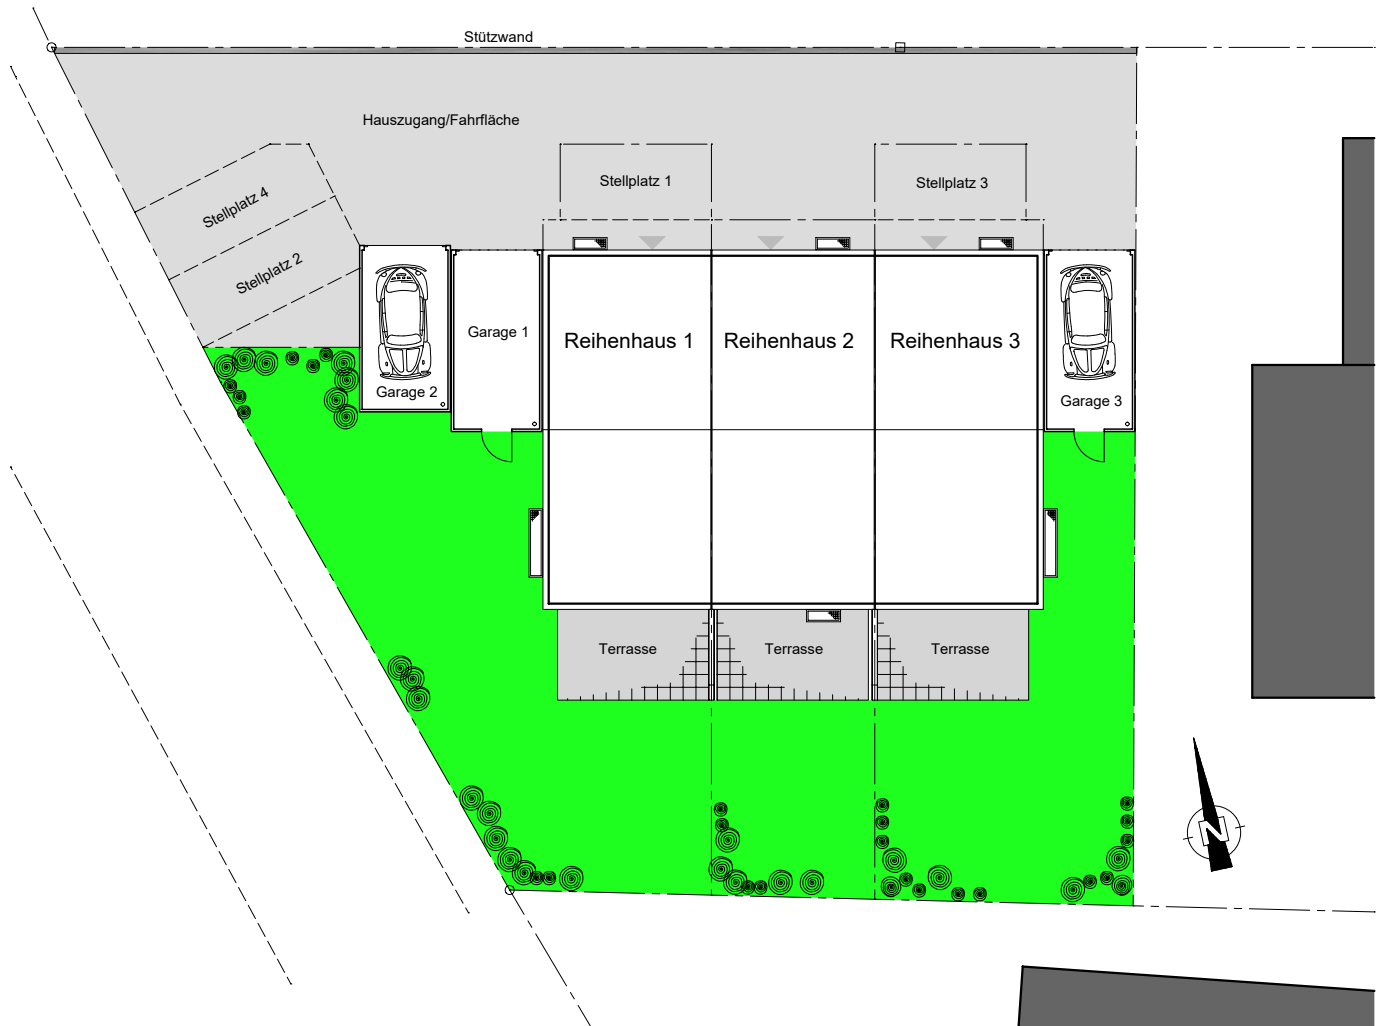 Stützwand
Hauszugang/Fahrfläche
Stellplatz 4
Stellplatz 2
Stellplatz 1
Stellplatz 3
Garage 2
Garage 1
Reihenhaus 1
Reihenhaus 2
Reihenhaus 3
Garage 3
Terrasse
Terrasse
Terrasse
N